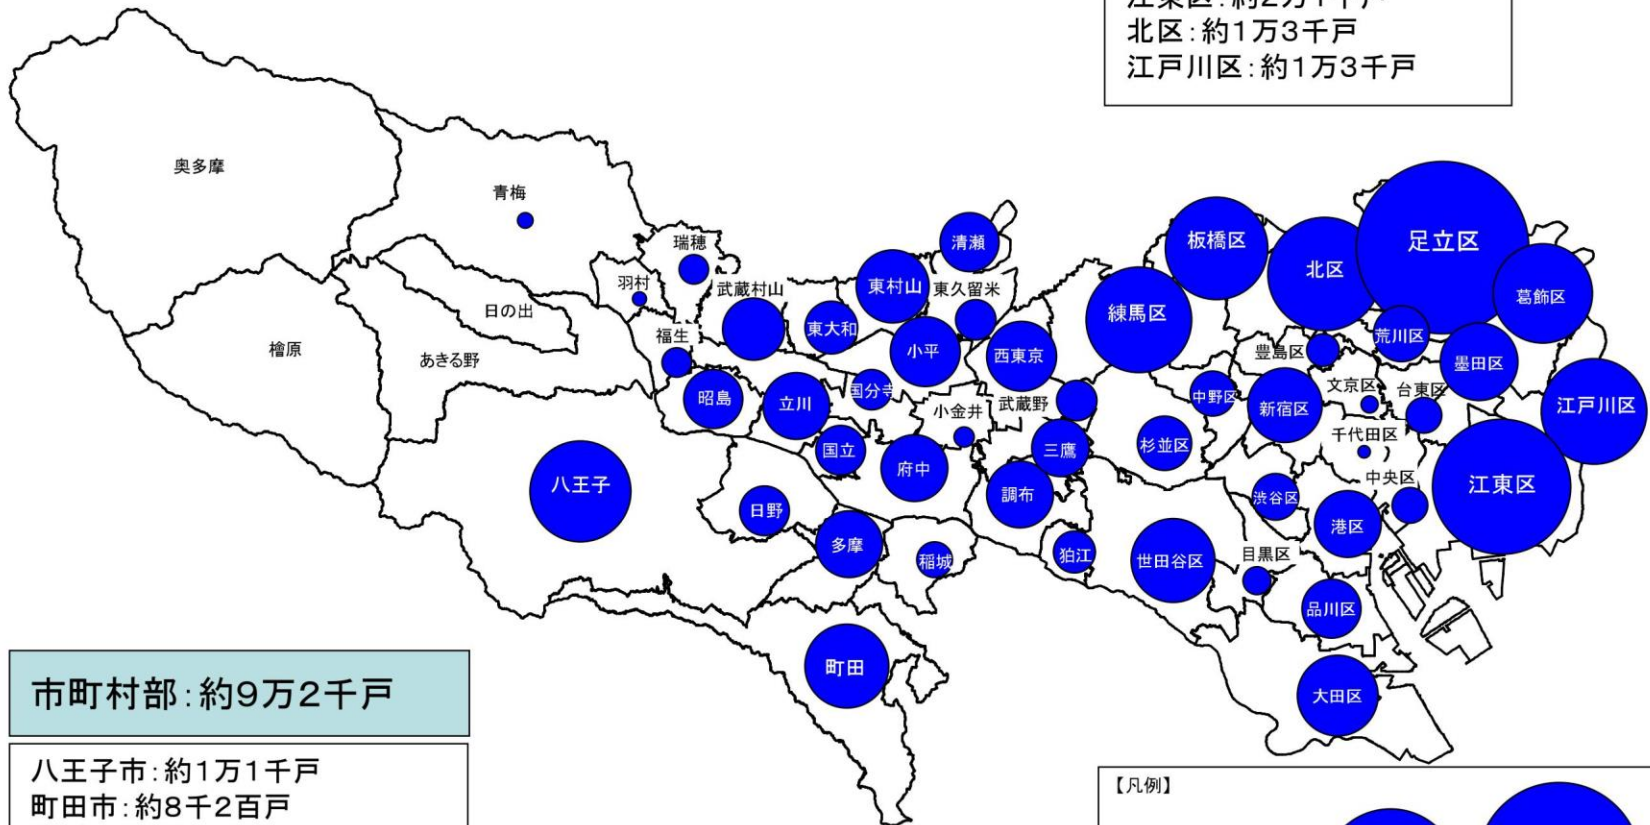 北区：約1万3千戸
江戸川区：約1万3千戸
奥多摩
青梅
瑞穂
羽村
日の出
檜原
あきる野
福生
武蔵村山
東大和
東村山
清瀬
東久留米
小平
西東京
昭島
立川
国分寺
小金井
武蔵野
国立
府中
三鷹
調布
八王子
日野
多摩
稲城
狛江
町田
板橋区
北区
足立区
葛飾区
練馬区
豊島区
荒川区
墨田区
中野区
新宿区
文京区
台東区
江戸川区
杉並区
千代田区
中央区
江東区
渋谷区
港区
世田谷区
目黒区
品川区
大田区
市町村部：約9万2千戸
八王子市：約1万1千戸
町田市：約8千2百戸
【凡例】